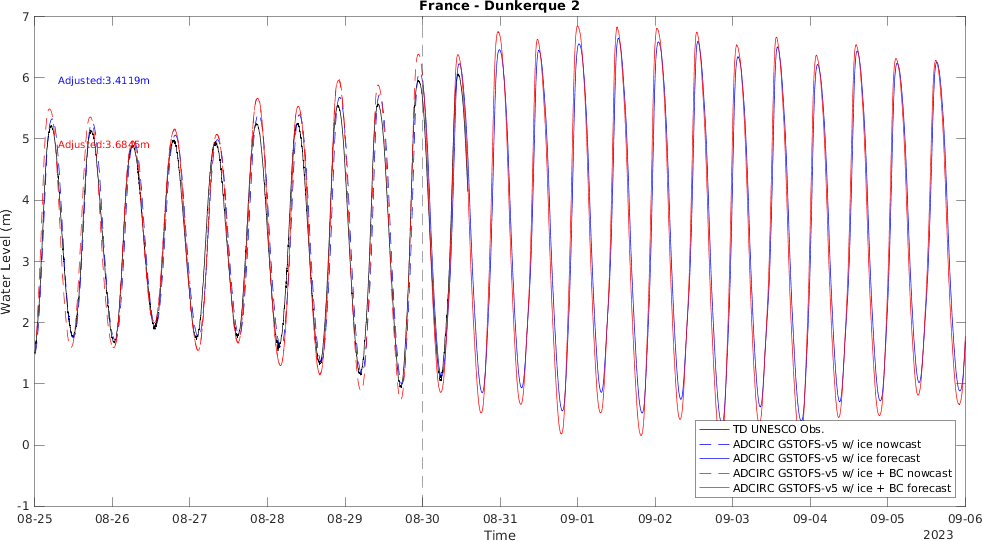 France - Dunkerque 2
Water Level (m)
7
6
5
4
3
2
1
0
-1
Adjusted:3.4119m
Adjusted:3.6845m
TD UNESCO Obs.
ADCIRC GSTOFS-v5 w/ ice nowcast
ADCIRC GSTOFS-v5 w/ ice forecast
ADCIRC GSTOFS-v5 w/ ice + BC nowcast
ADCIRC GSTOFS-v5 w/ ice + BC forecast
08-25 08-26 08-27 08-28 08-29 08-30 08-31 09-01 09-02 09-03 09-04 09-05 09-06
Time
2023